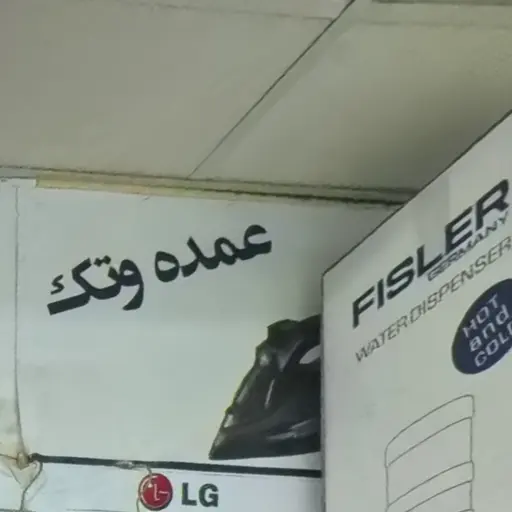 عمده وتک
LG
FISLER
GERMANY
WATER DISPENSER
HOT
and
COLD